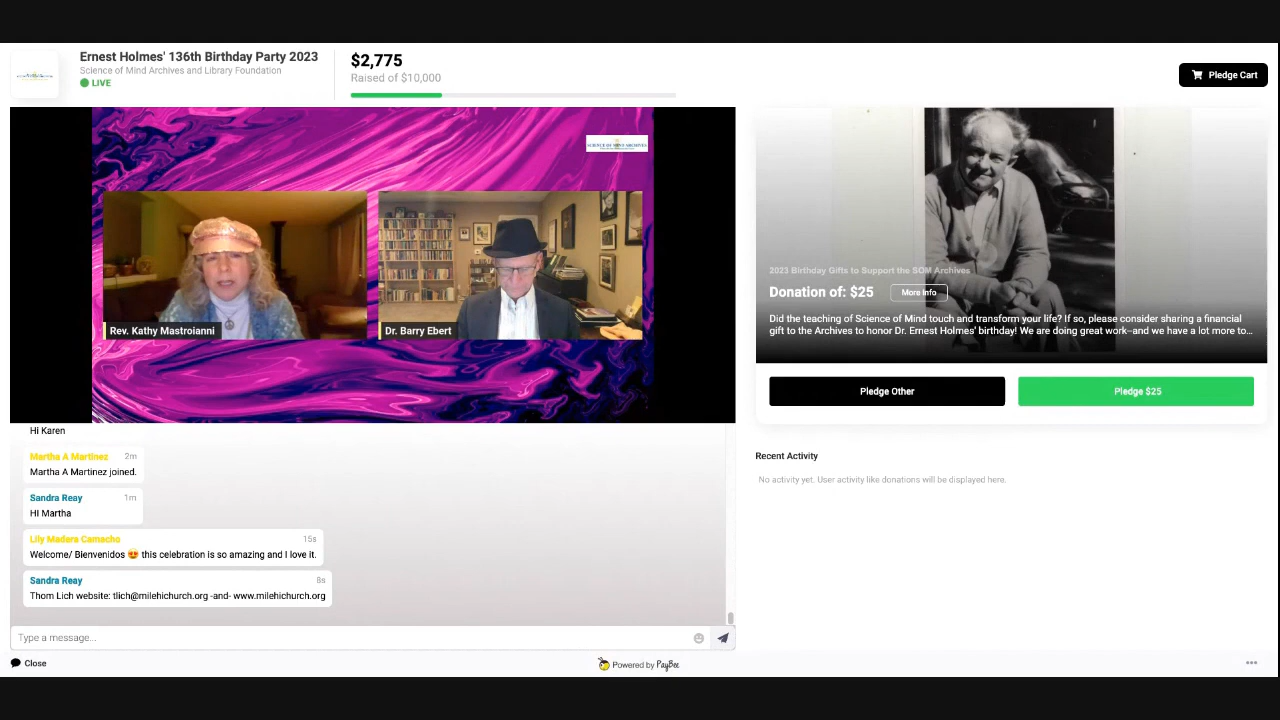 Ernest Holmes' 136th Birthday Party 2023
Science of Mind Archives and Library Foundation
LIVE
$2,775
Raised of $10,000
Pledge Cart
SCIENCE OF MIND ARCHIVES
Rev. Kathy Mastroianni
Dr. Barry Ebert
2023 Birthday Gifts to Support the SOM Archives
Donation of: $25
More Info
Did the teaching of Science of Mind touch and transform your life? If so, please consider sharing a financial
gift to the Archives to honor Dr. Ernest Holmes' birthday! We are doing great work--and we have a lot more to...
Pledge Other
Pledge $25
Hi Karen
Martha A Martinez 2m
Martha A Martinez joined.
Sandra Reay 1m
HI Martha
Lily Madera Camacho 15s
Welcome/ Bienvenidos 😍 this celebration is so amazing and I love it.
Sandra Reay 8s
Thom Lich website: tlich@milehichurch.org -and- www.milehichurch.org
Recent Activity
No activity yet. User activity like donations will be displayed here.
Type a message...
Close
Powered by PayBee